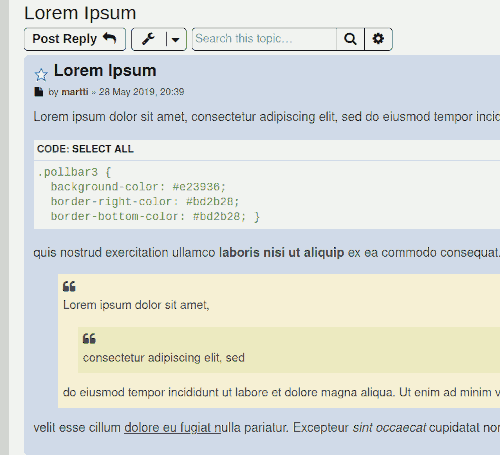 Lorem Ipsum
Post Reply
Search this topic…
Lorem Ipsum
by martti » 28 May 2019, 20:39
Lorem ipsum dolor sit amet, consectetur adipiscing elit, sed do eiusmod tempor incid
CODE: SELECT ALL
.pollbar3 {
  background-color: #e23936;
  border-right-color: #bd2b28;
  border-bottom-color: #bd2b28; }
quis nostrud exercitation ullamco laboris nisi ut aliquip ex ea commodo consequat.
Lorem ipsum dolor sit amet,
consectetur adipiscing elit, sed
do eiusmod tempor incididunt ut labore et dolore magna aliqua. Ut enim ad minim v
velit esse cillum dolore eu fugiat nulla pariatur. Excepteur sint occaecat cupidatat non